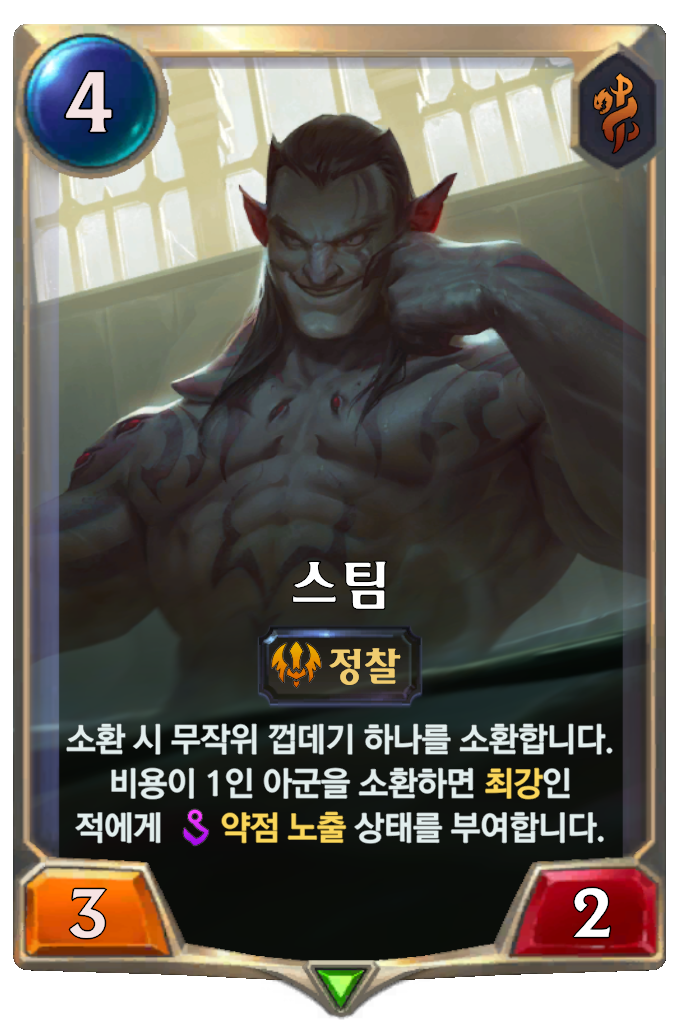 4
스팀
정찰
소환 시 무작위 껍데기 하나를 소환합니다.
비용이 1인 아군을 소환하면 최강인
적에게 약점 노출 상태를 부여합니다.
3
2